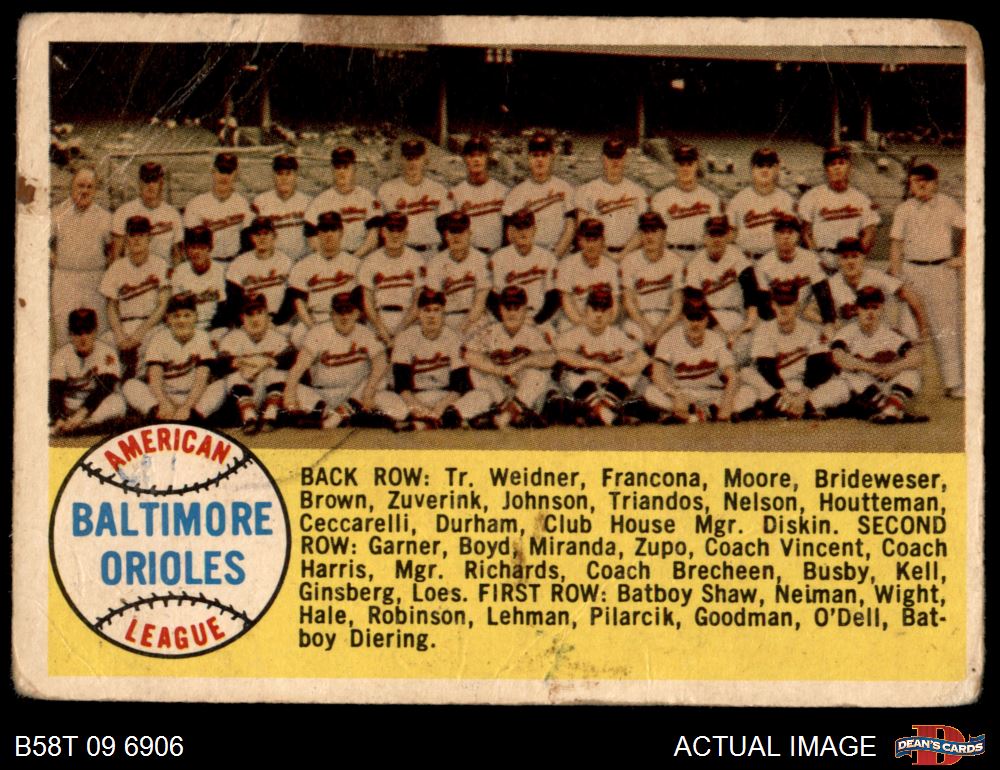 AMERICAN
BALTIMORE
ORIOLES
LEAGUE
BACK ROW: Tr. Weidner, Francona, Moore, Brideweser,
Brown, Zuverink, Johnson, Triandos, Nelson, Houtteman,
Ceccarelli, Durham, Club House Mgr. Diskin. SECOND
ROW: Garner, Boyd, Miranda, Zupo, Coach Vincent, Coach
Harris, Mgr. Richards, Coach Brecheen, Busby, Kell,
Ginsberg, Loes. FIRST ROW: Batboy Shaw, Neiman, Wight,
Hale, Robinson, Lehman, Pilarcik, Goodman, O'Dell, Bat-
boy Diering.
B58T 09 6906
ACTUAL IMAGE
D
DEAN'S CARDS